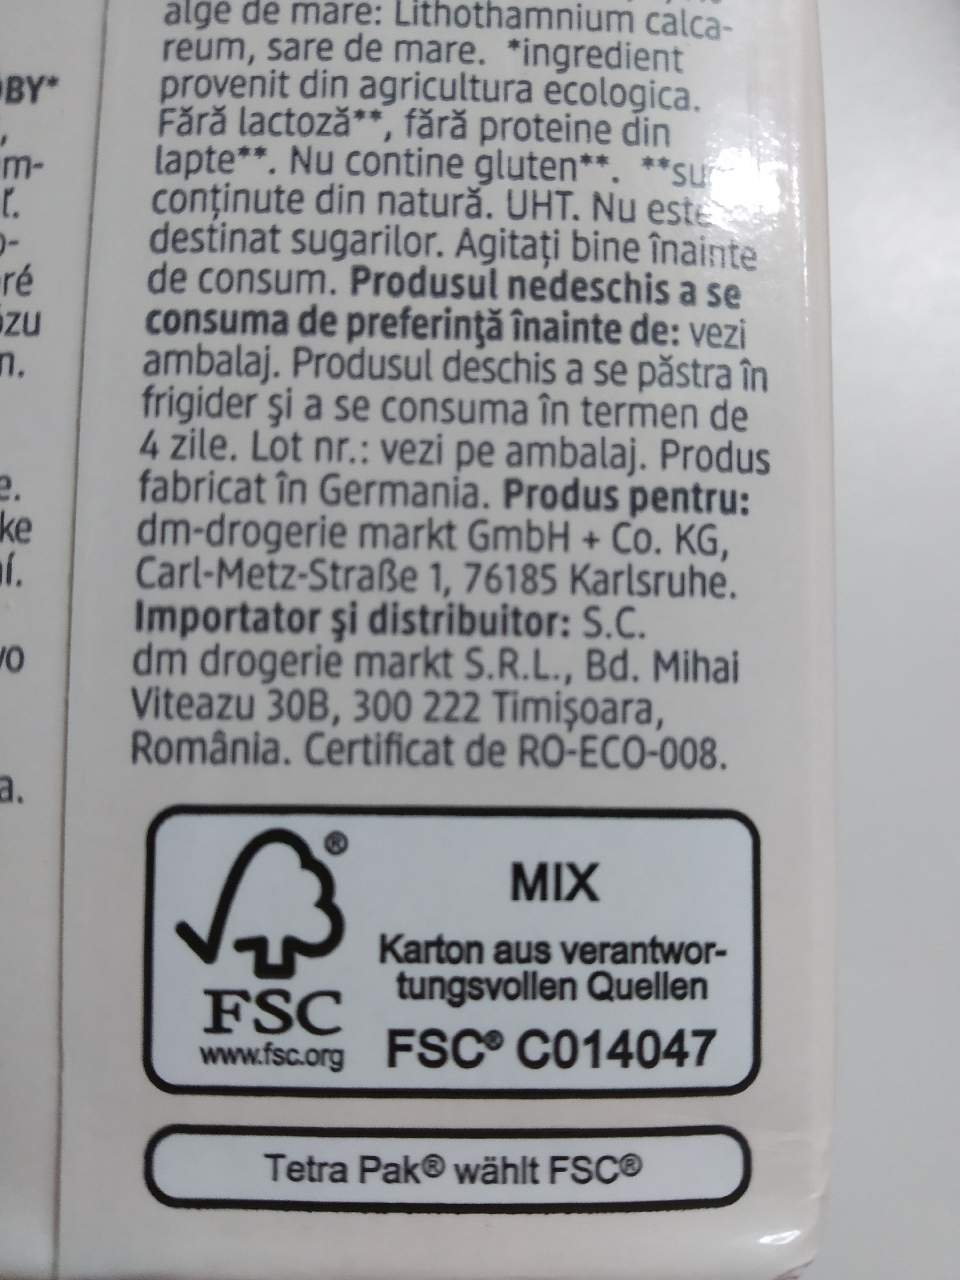 alge de mare: Lithothamnium calca-
reum, sare de mare. *ingredient
provenit din agricultura ecologica.
Fără lactoză**, fără proteine din
lapte**. Nu contine gluten**.
conținute din natură. UHT. Nu este
destinat sugarilor. Agitați bine înainte
de consum. Produsul nedeschis a se
consuma de preferinţă înainte de: vezi
ambalaj. Produsul deschis a se păstra în
frigider şi a se consuma în termen de
4 zile. Lot nr.: vezi pe ambalaj. Produs
fabricat în Germania. Produs pentru:
dm-drogerie markt GmbH + Co. KG,
Carl-Metz-Straße 1, 76185 Karlsruhe.
Importator şi distribuitor: S.C.
dm drogerie markt S.R.L., Bd. Mihai
Viteazu 30B, 300 222 Timișoara,
România. Certificat de RO-ECO-008.
MIX
Karton aus verantwor-
tungsvollen Quellen
FSC® C014047
®
FSC
www.fsc.org
Tetra Pak® wählt FSC®